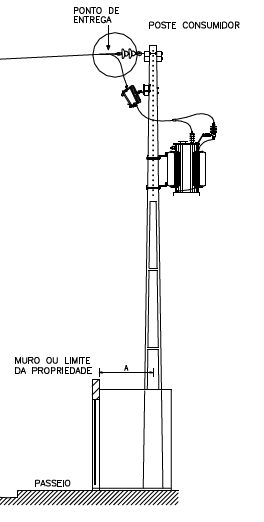 PONTO DE
ENTREGA
POSTE CONSUMIDOR
MURO OU LIMITE
DA PROPRIEDADE
A
PASSEIO